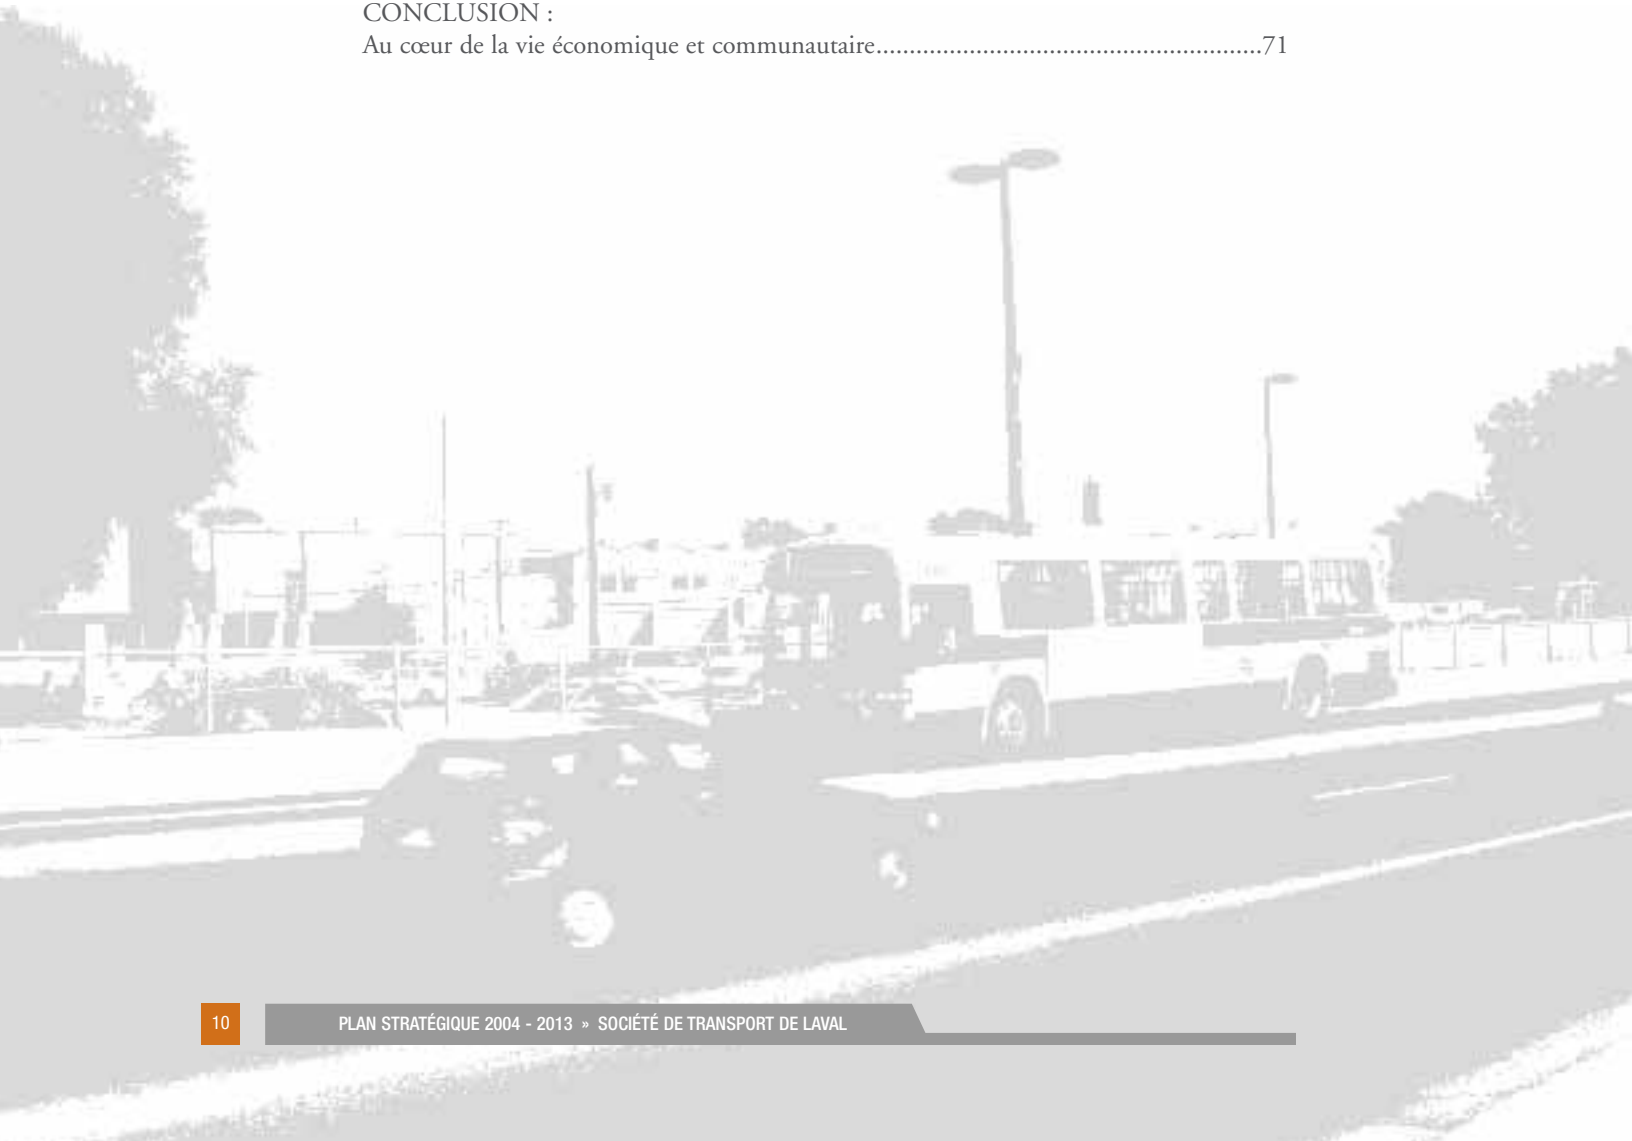 CONCLUSION :
Au cœur de la vie économique et communautaire..........................................................71
10
PLAN STRATÉGIQUE 2004 - 2013 » SOCIÉTÉ DE TRANSPORT DE LAVAL